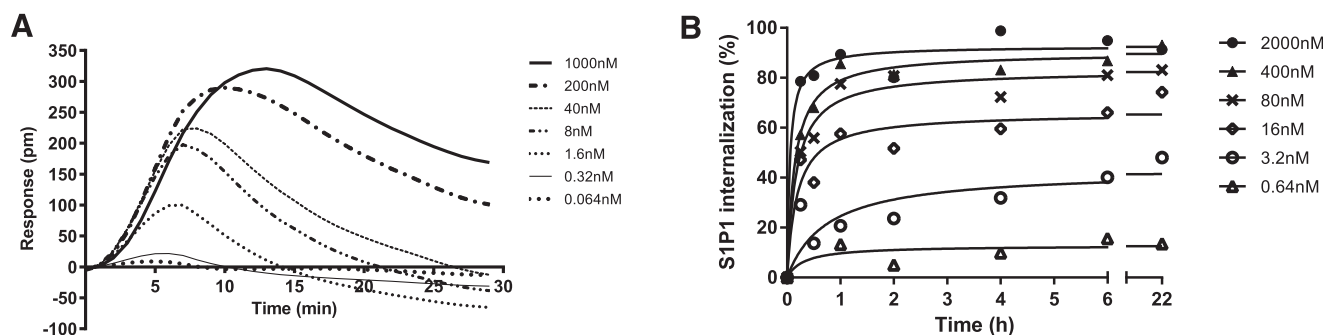 A
Response (pm)
350
300
250
200
150
100
50
0
-50
-100
5
10
15
20
25
30
Time (min)
1000nM
200nM
40nM
8nM
1.6nM
0.32nM
0.064nM
B
S1P1 internalization (%)
100
80
60
40
20
0
0 1 2 3 4 5 6 22
Time (h)
2000nM
400nM
80nM
16nM
3.2nM
0.64nM